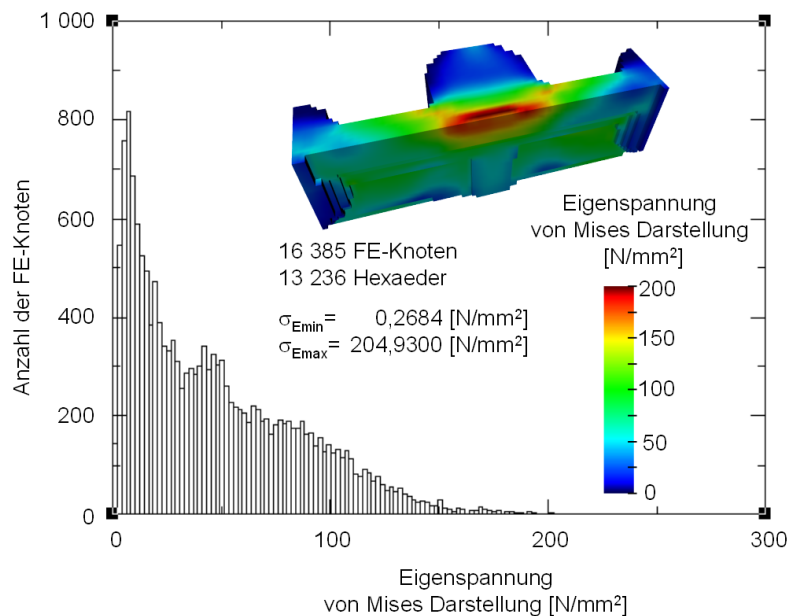 1 000
800
600
400
200
0
Anzahl der FE-Knoten
0
100
200
300
Eigenspannung
von Mises Darstellung [N/mm²]
16 385 FE-Knoten
13 236 Hexaeder
σEmin= 0,2684 [N/mm²]
σEmax= 204,9300 [N/mm²]
Eigenspannung
von Mises Darstellung
[N/mm²]
200
150
100
50
0